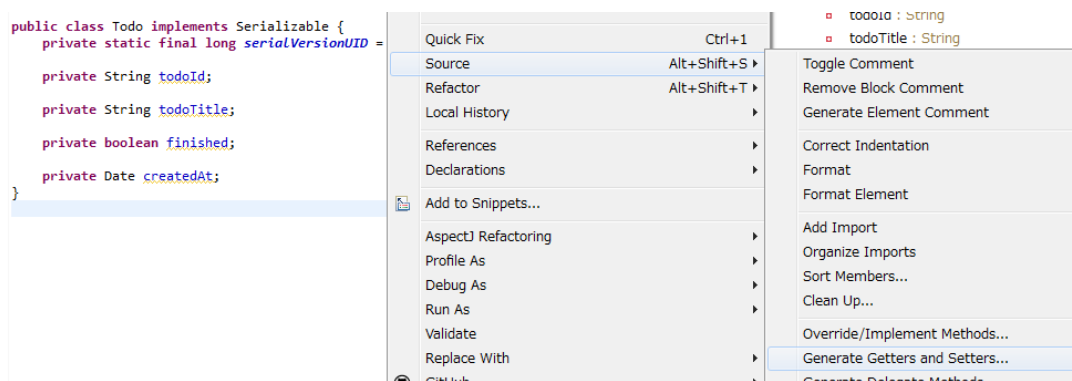 public class Todo implements Serializable {
private static final long serialVersionUID =
private String todoId;
private String todoTitle;
private boolean finished;
private Date createdAt;
}
Quick Fix Ctrl+1
Source Alt+Shift+S
Refactor Alt+Shift+T
Local History
References
Declarations
Add to Snippets...
AspectJ Refactoring
Profile As
Debug As
Run As
Validate
Replace With
GitHub
todoId : String
todoTitle : String
Toggle Comment
Remove Block Comment
Generate Element Comment
Correct Indentation
Format
Format Element
Add Import
Organize Imports
Sort Members...
Clean Up...
Override/Implement Methods...
Generate Getters and Setters...
Generate Delegate Methods...